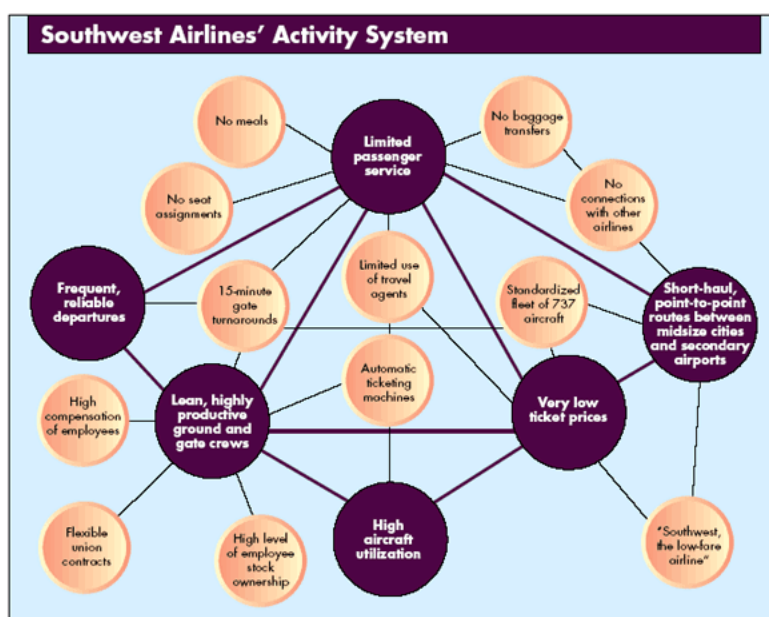 Southwest Airlines' Activity System
No meals
Limited
passenger
service
No baggage
transfers
No seat
assignments
No
connections
with other
airlines
Frequent,
reliable
departures
15-minute
gate
turnarounds
Limited use
of travel
agents
Standardized
fleet of 737
aircraft
Short-haul,
point-to-point
routes between
midsize cities
and secondary
airports
High
compensation
of employees
Lean, highly
productive
ground and
gate crews
Automatic
ticketing
machines
Very low
ticket prices
Flexible
union
contracts
High level
of employee
stock
ownership
High
aircraft
utilization
"Southwest,
the low-fare
airline"